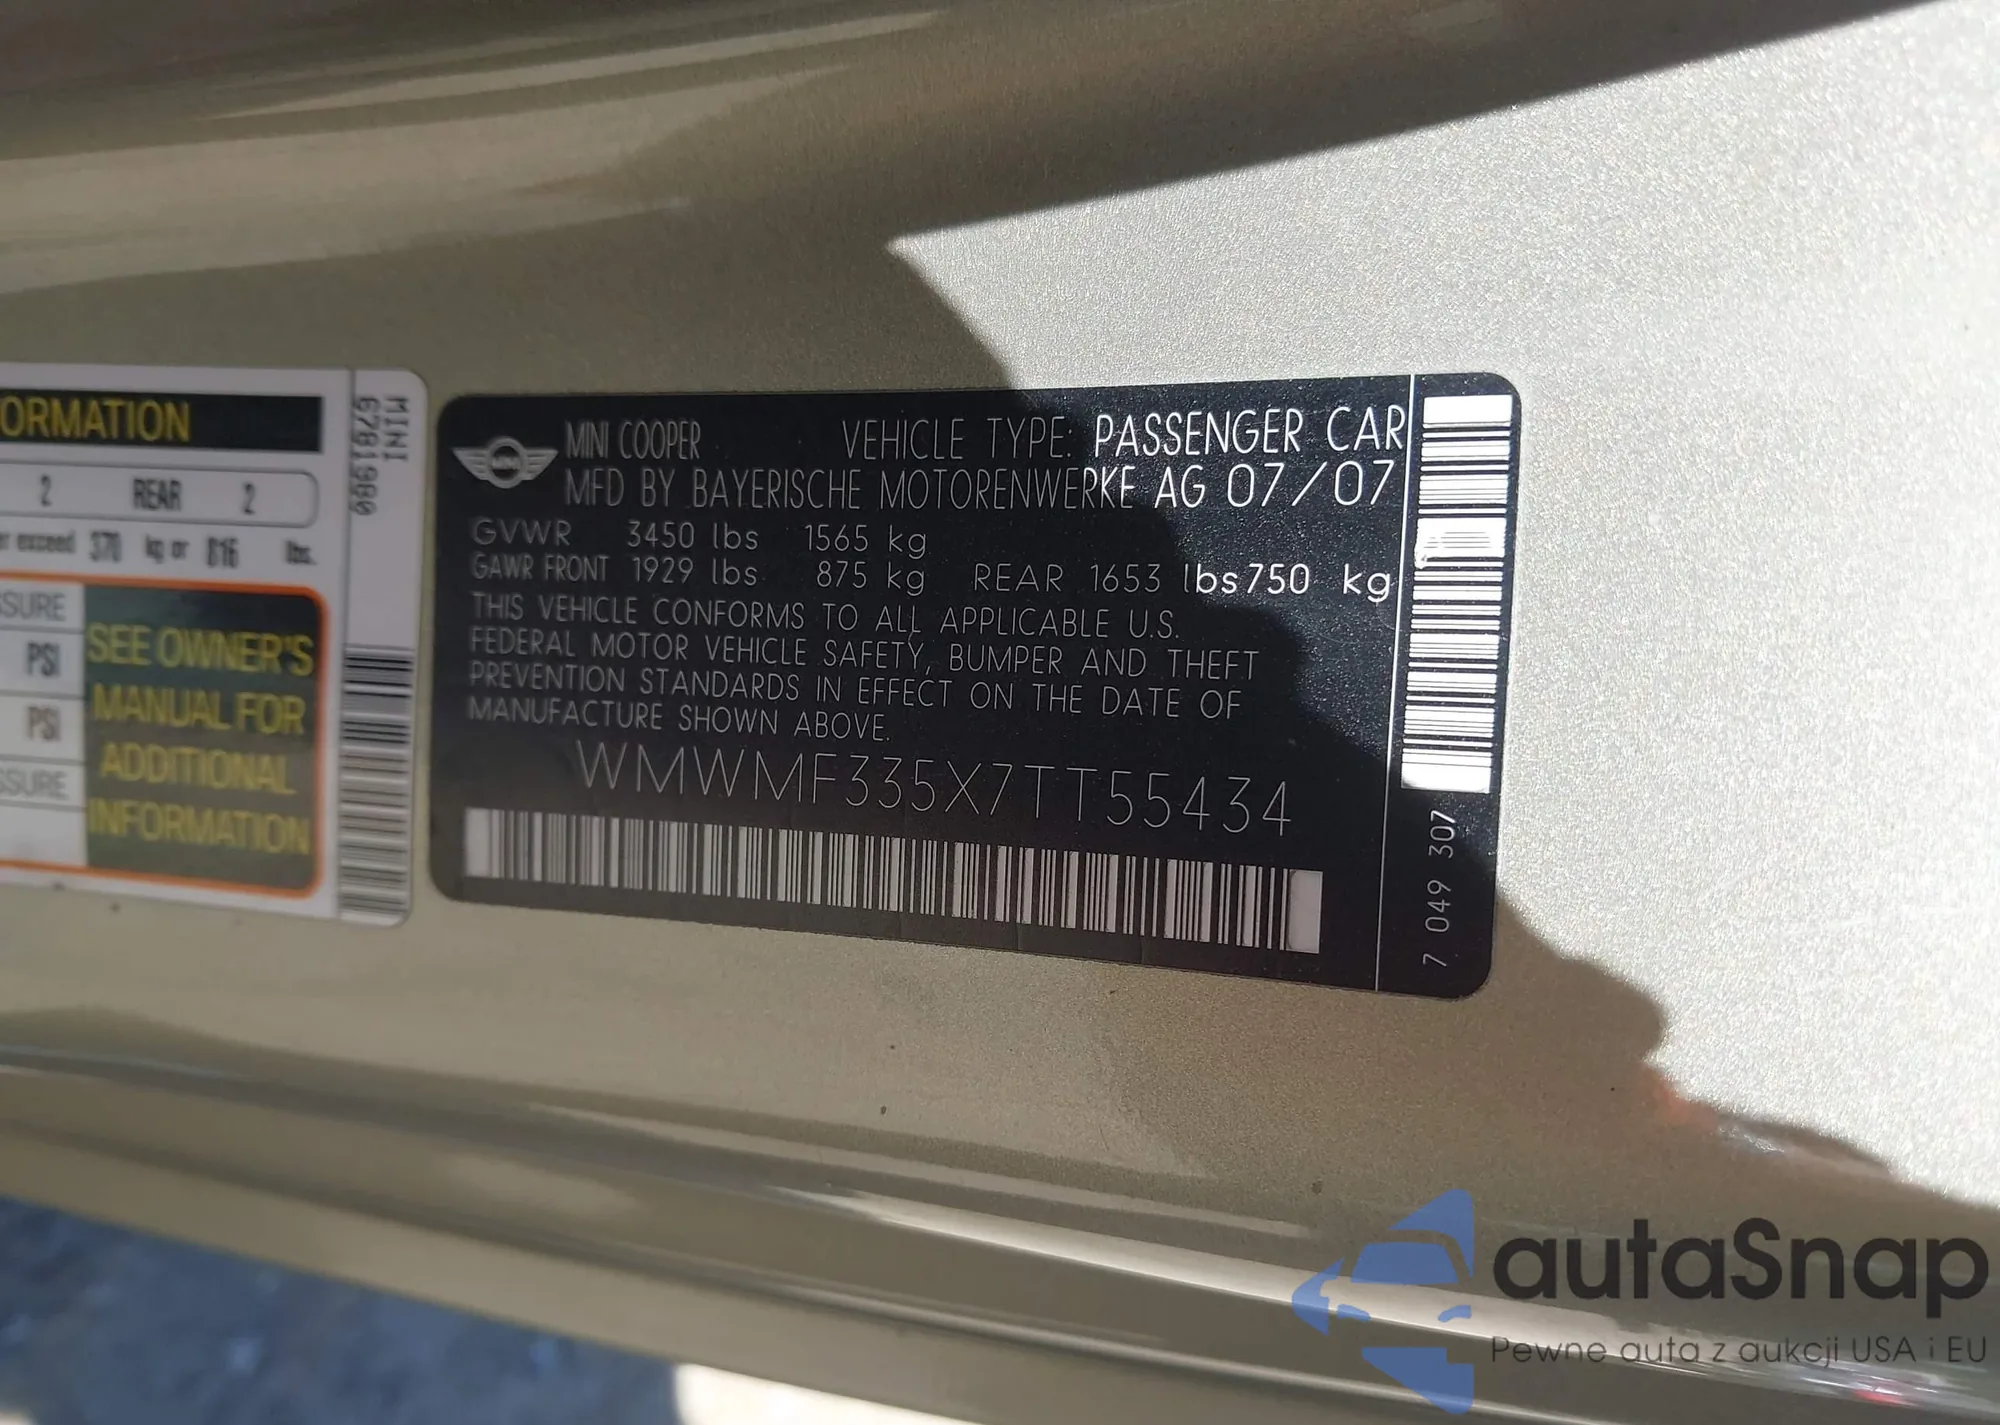 ORMATION
2 REAR 2
er exceed 370 kg or 816 lbs.
SSURE
PSI
PSI
SSURE
SEE OWNER'S
MANUAL FOR
ADDITIONAL
INFORMATION
MINI
6781980
MINI COOPER VEHICLE TYPE: PASSENGER CAR
MFD BY BAYERISCHE MOTORENWERKE AG 07/07
GVWR 3450 lbs 1565 kg
GAWR FRONT 1929 lbs 875 kg REAR 1653 lbs 750 kg
THIS VEHICLE CONFORMS TO ALL APPLICABLE U.S.
FEDERAL MOTOR VEHICLE SAFETY, BUMPER AND THEFT
PREVENTION STANDARDS IN EFFECT ON THE DATE OF
MANUFACTURE SHOWN ABOVE.
WMWMF335X7TT55434
7 049 307
autaSnap
Pewne auta z aukcji USA i EU